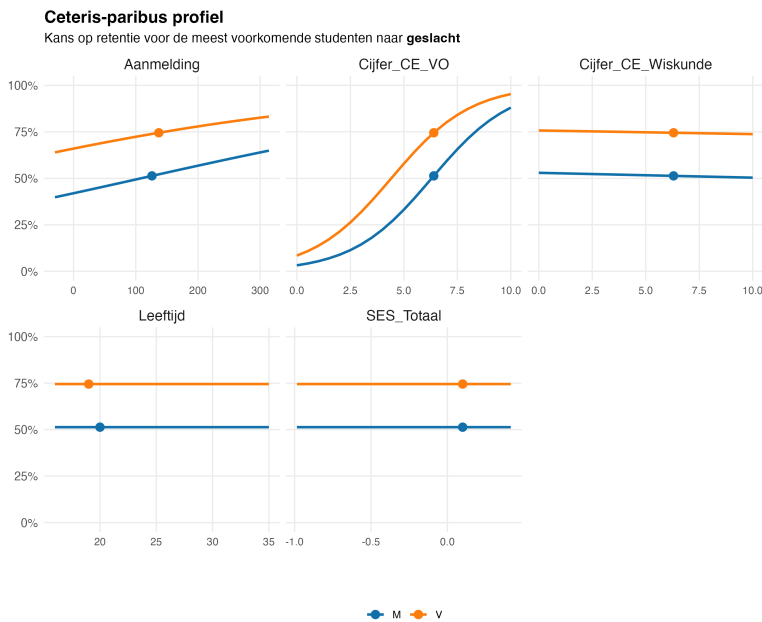 Ceteris-paribus profiel
Kans op retentie voor de meest voorkomende studenten naar geslacht
Aanmelding
Cijfer_CE_VO
Cijfer_CE_Wiskunde
100%
75%
50%
25%
0%
0 100 200 300
0.0 2.5 5.0 7.5 10.0
0.0 2.5 5.0 7.5 10.0
Leeftijd
SES_Totaal
100%
75%
50%
25%
0%
20 25 30 35
-1.0 -0.5 0.0
M V